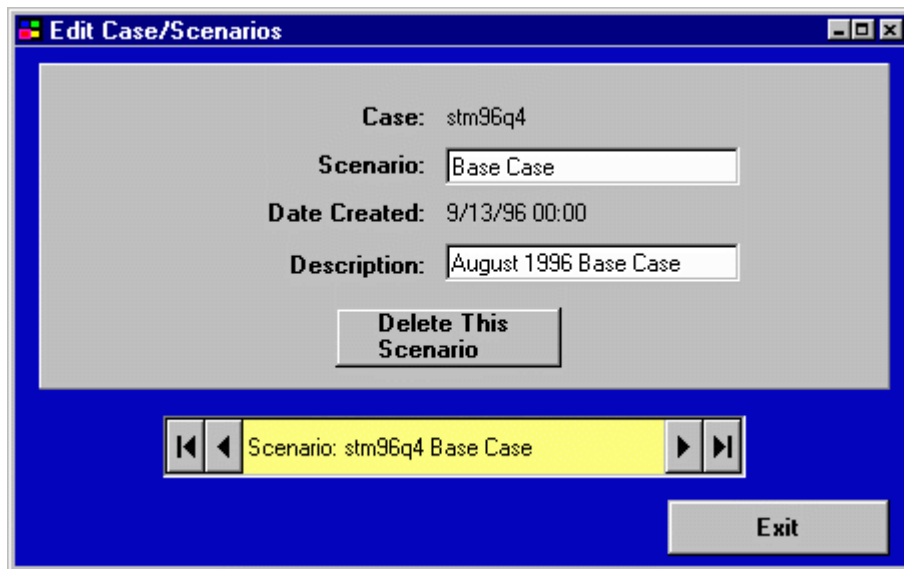 Edit Case/Scenarios
Case: stm96q4
Scenario: Base Case
Date Created: 9/13/96 00:00
Description: August 1996 Base Case
Delete This
Scenario
Scenario: stm96q4 Base Case
Exit